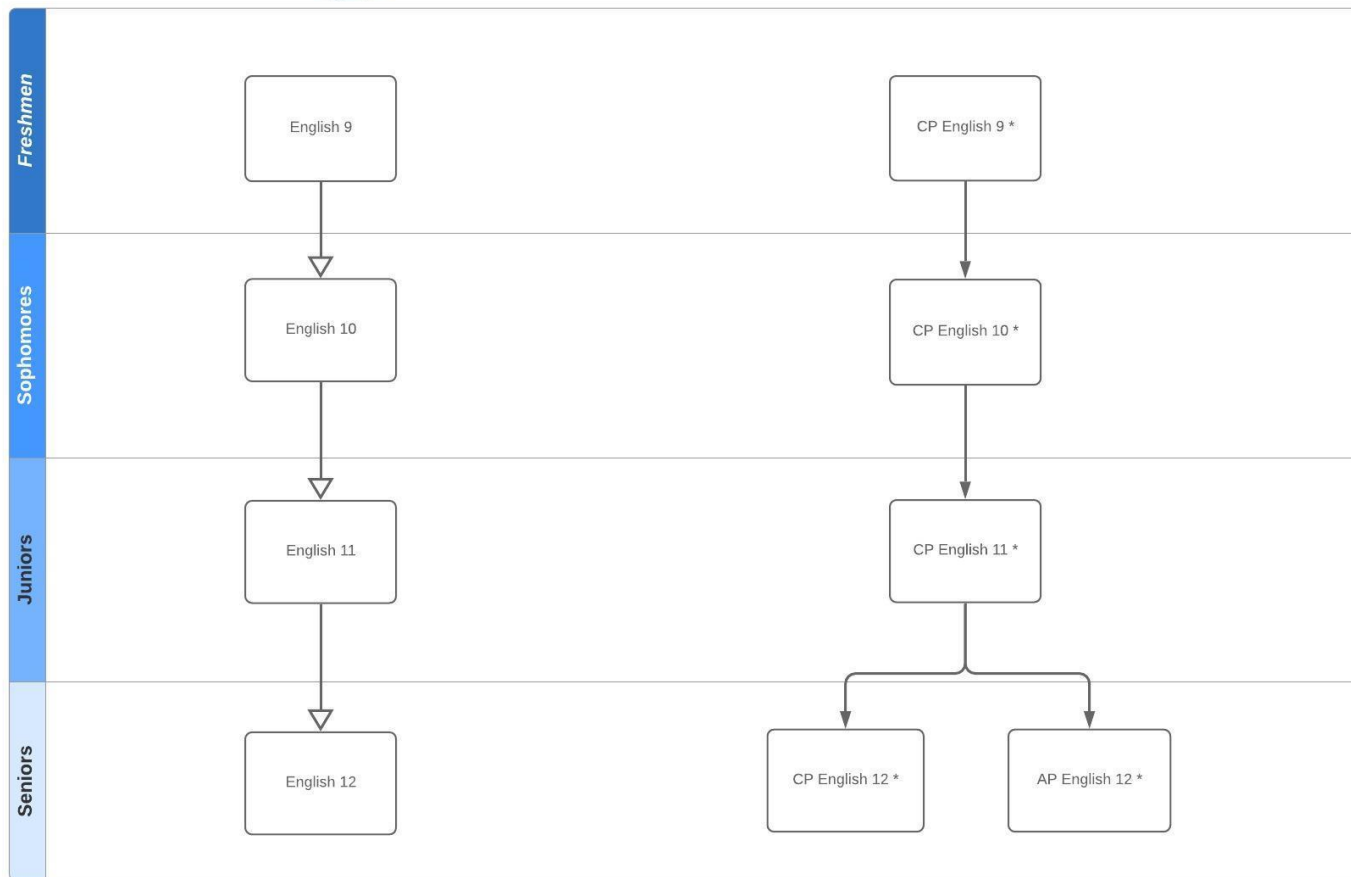 Freshmen
English 9
CP English 9 *
Sophomores
English 10
CP English 10 *
Juniors
English 11
CP English 11 *
Seniors
English 12
CP English 12 *
AP English 12 *